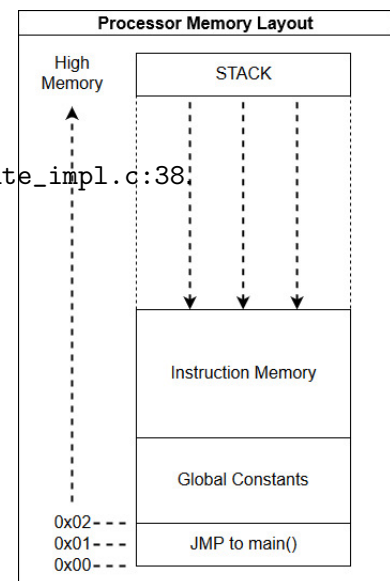 Processor Memory Layout
High
Memory
STACK
te_impl.c:38.
Instruction Memory
Global Constants
0x02
0x01
JMP to main()
0x00